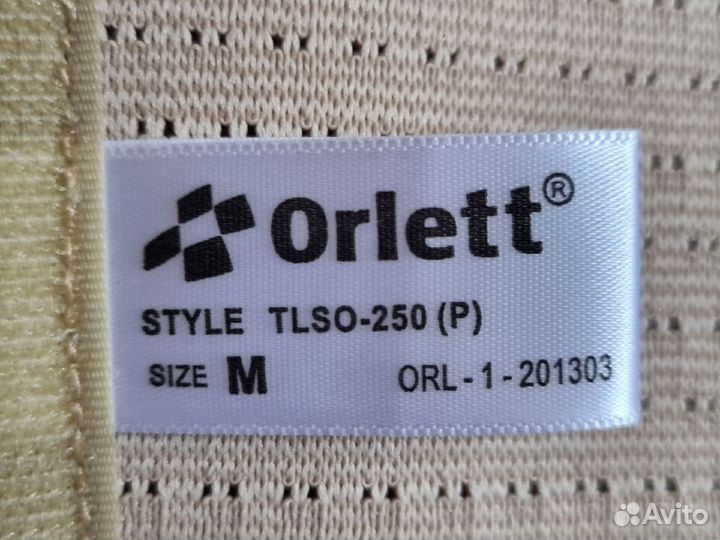 Orlett®
STYLE TLSO-250 (P)
SIZE M ORL - 1 - 201303
Avito